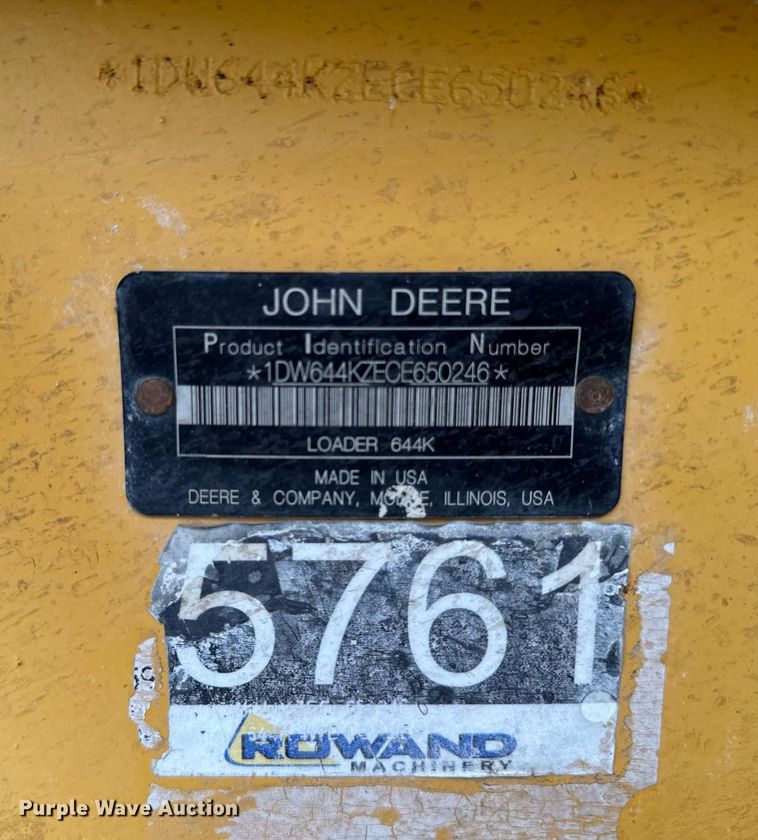 *1DW644KZECE650246*
JOHN DEERE
Product Identification Number
*1DW644KZECE650246*
LOADER 644K
MADE IN USA
DEERE & COMPANY, MOLINE, ILLINOIS, USA
5761
ROWAND
MACHINERY
Purple Wave Auction